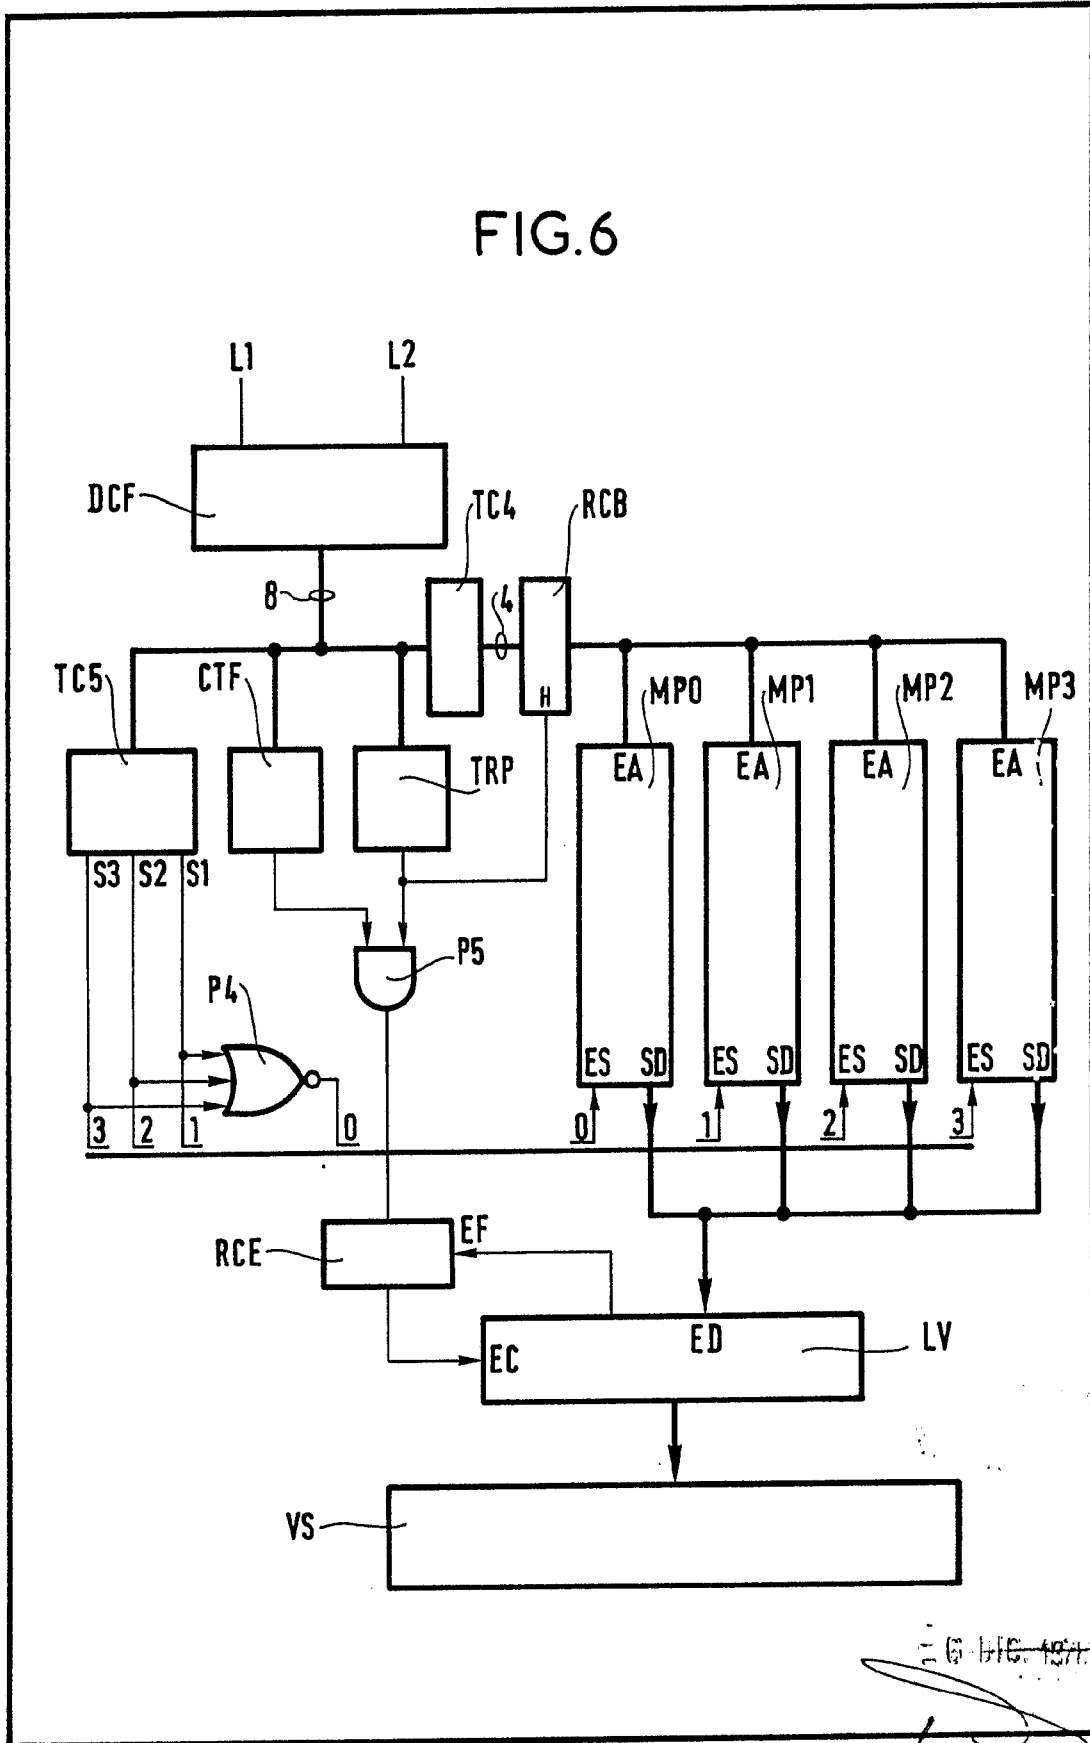 FIG.6
L1 L2
DCF
TC4 RCB
8 4
TC5 CTF H MP0 MP1 MP2 MP3
TRP EA EA EA EA
S3 S2 S1
P5
P4
ES SD ES SD ES SD ES SD
3 2 1 0 0 1 2 3
RCE EF
ED LV
EC
VS